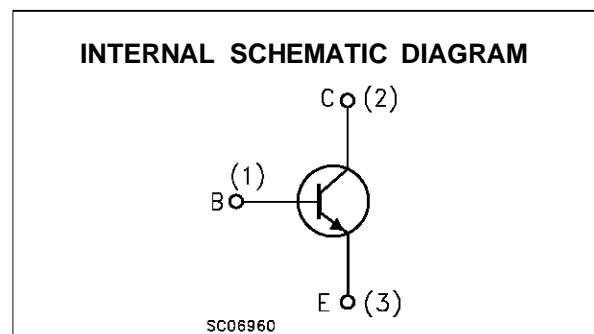 INTERNAL SCHEMATIC DIAGRAM
C (2)
(1)
B
E (3)
SC06960